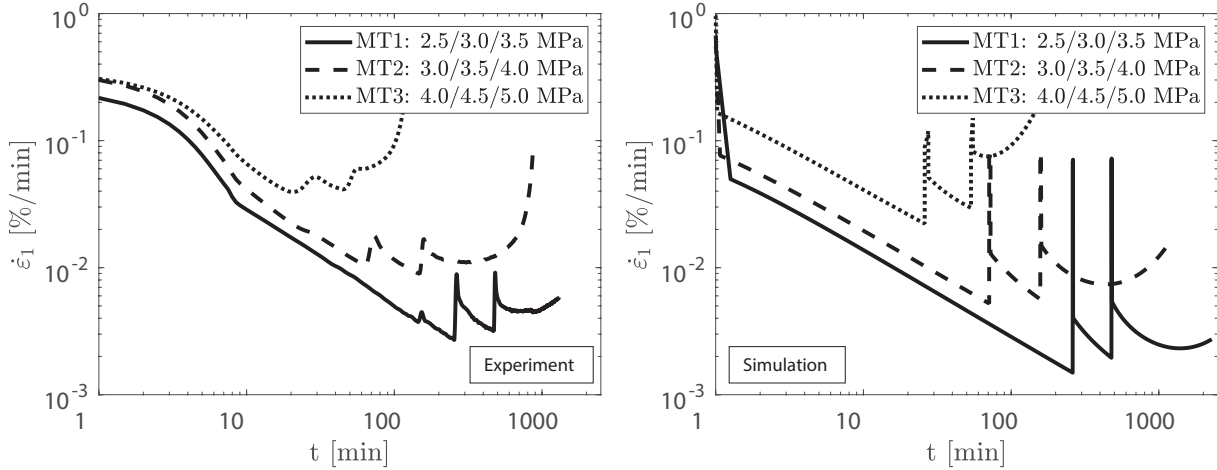 10^0
10^-1
10^-2
10^-3
ε̇₁ [%/min]
MT1: 2.5/3.0/3.5 MPa
MT2: 3.0/3.5/4.0 MPa
MT3: 4.0/4.5/5.0 MPa
Experiment
1 10 100 1000
t [min]
10^0
10^-1
10^-2
10^-3
ε̇₁ [%/min]
MT1: 2.5/3.0/3.5 MPa
MT2: 3.0/3.5/4.0 MPa
MT3: 4.0/4.5/5.0 MPa
Simulation
1 10 100 1000
t [min]